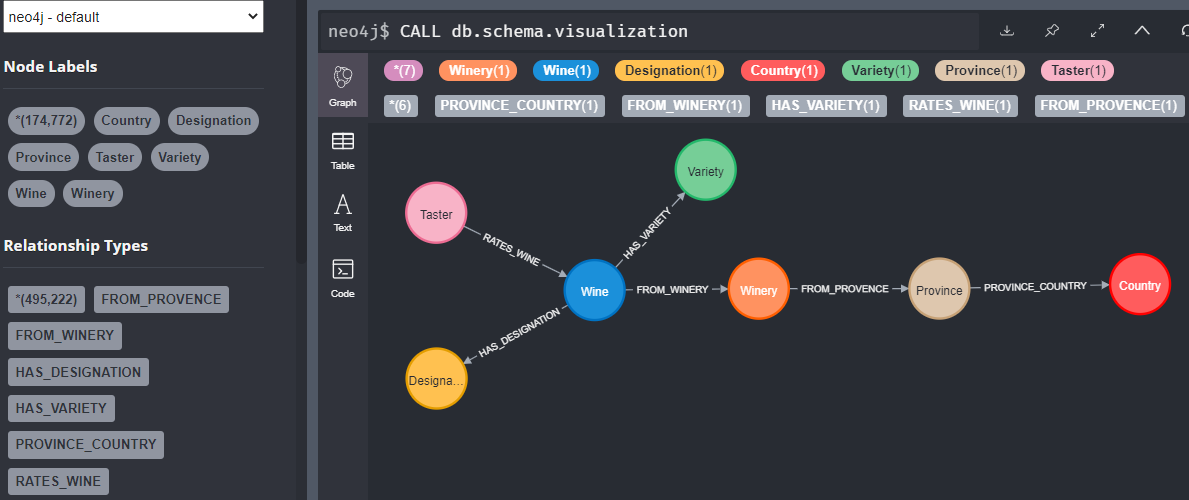 neo4j - default
Node Labels
*(174,772) Country Designation
Province Taster Variety
Wine Winery
Relationship Types
*(495,222) FROM_PROVENCE
FROM_WINERY
HAS_DESIGNATION
HAS_VARIETY
PROVINCE_COUNTRY
RATES_WINE
neo4j$ CALL db.schema.visualization
Graph
Table
Text
Code
*(7) Winery(1) Wine(1) Designation(1) Country(1) Variety(1) Province(1) Taster(1)
*(6) PROVINCE_COUNTRY(1) FROM_WINERY(1) HAS_VARIETY(1) RATES_WINE(1) FROM_PROVENCE(1)
Variety
Taster
RATES_WINE
HAS_VARIETY
Wine
FROM_WINERY
Winery
FROM_PROVENCE
Province
PROVINCE_COUNTRY
Country
HAS_DESIGNATION
Designa...